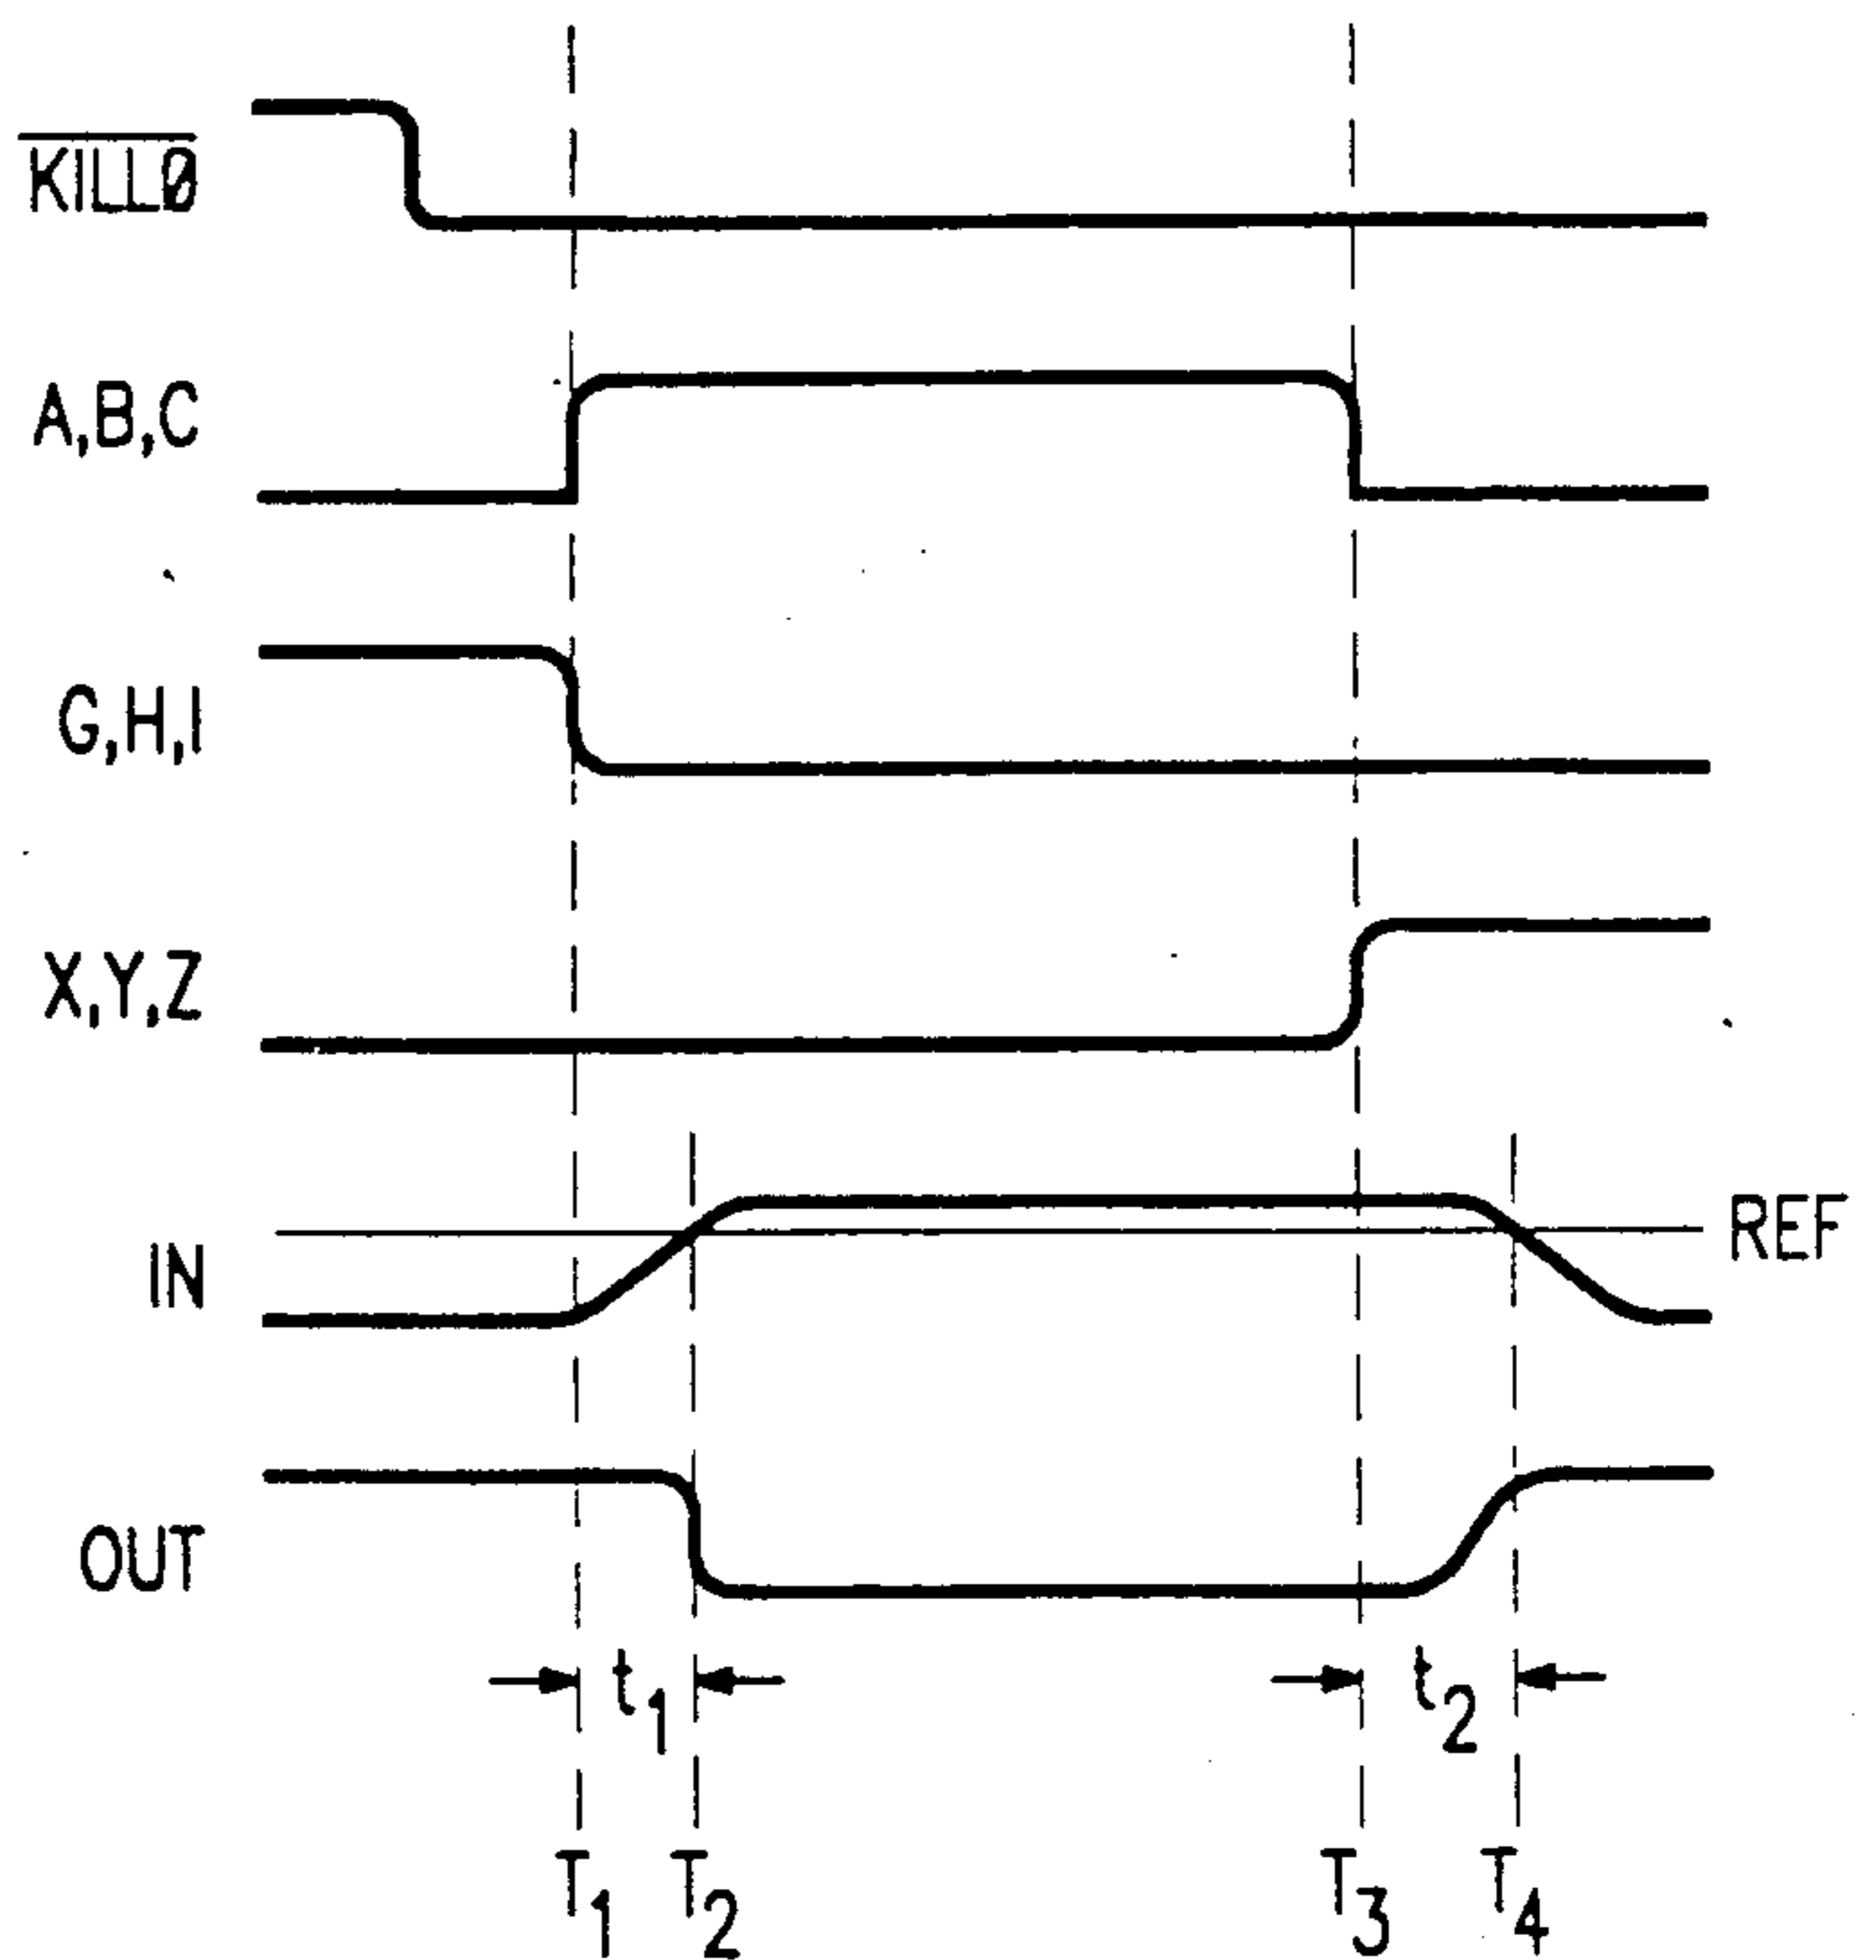 KILLØ
A,B,C
G,H,I
X,Y,Z
IN
REF
OUT
t1
t2
T1
T2
T3
T4